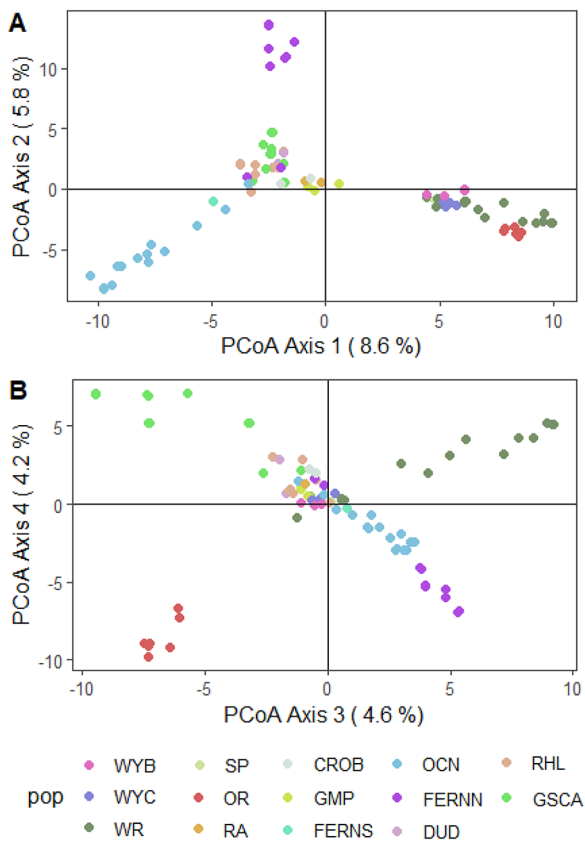 A
PCoA Axis 2 ( 5.8 %)
10
5
0
-5
-10 -5 0 5 10
PCoA Axis 1 ( 8.6 %)
B
PCoA Axis 4 ( 4.2 %)
5
0
-5
-10
-10 -5 0 5 10
PCoA Axis 3 ( 4.6 %)
pop
WYB SP CROB OCN RHL
WYC OR GMP FERNN GSCA
WR RA FERNS DUD